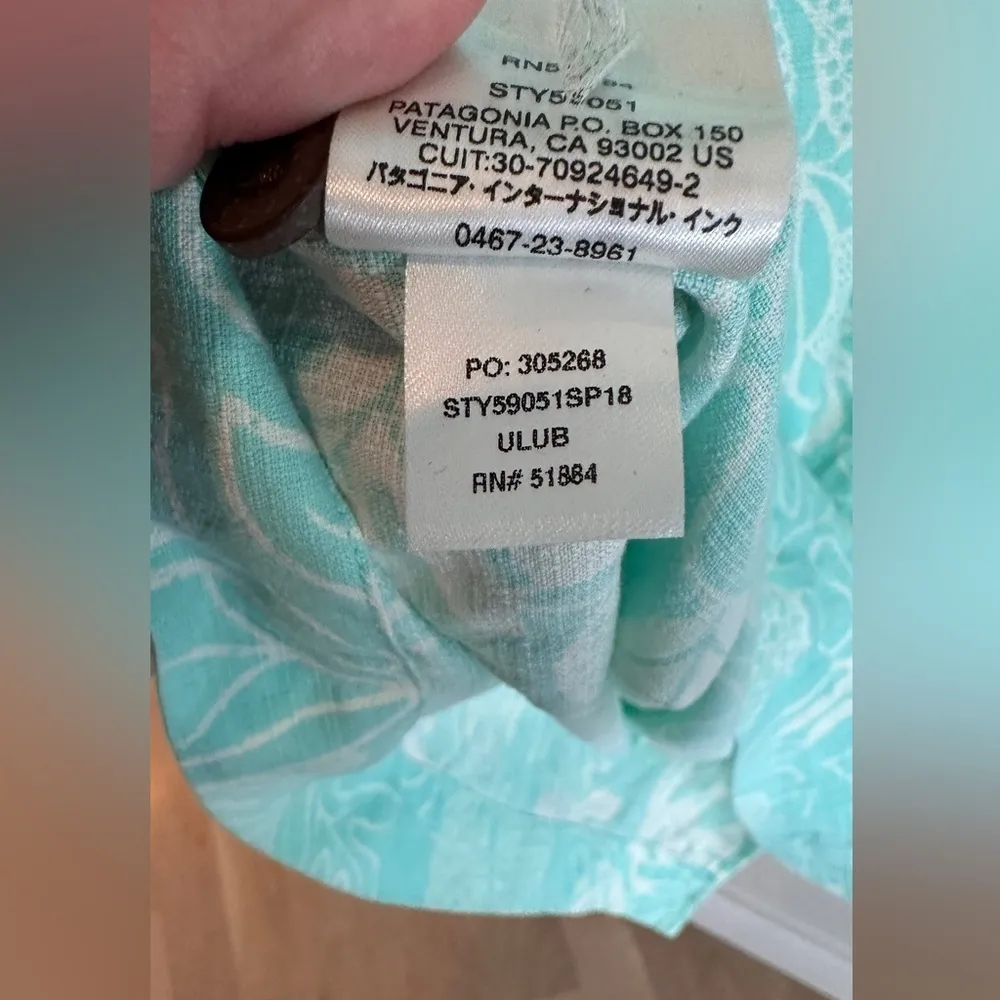 STY59051
PATAGONIA P.O. BOX 150
VENTURA, CA 93002 US
CUIT:30-70924649-2
パタゴニア・インターナショナル・インク
0467-23-8961
PO: 305268
STY59051SP18
ULUB
RN# 51884